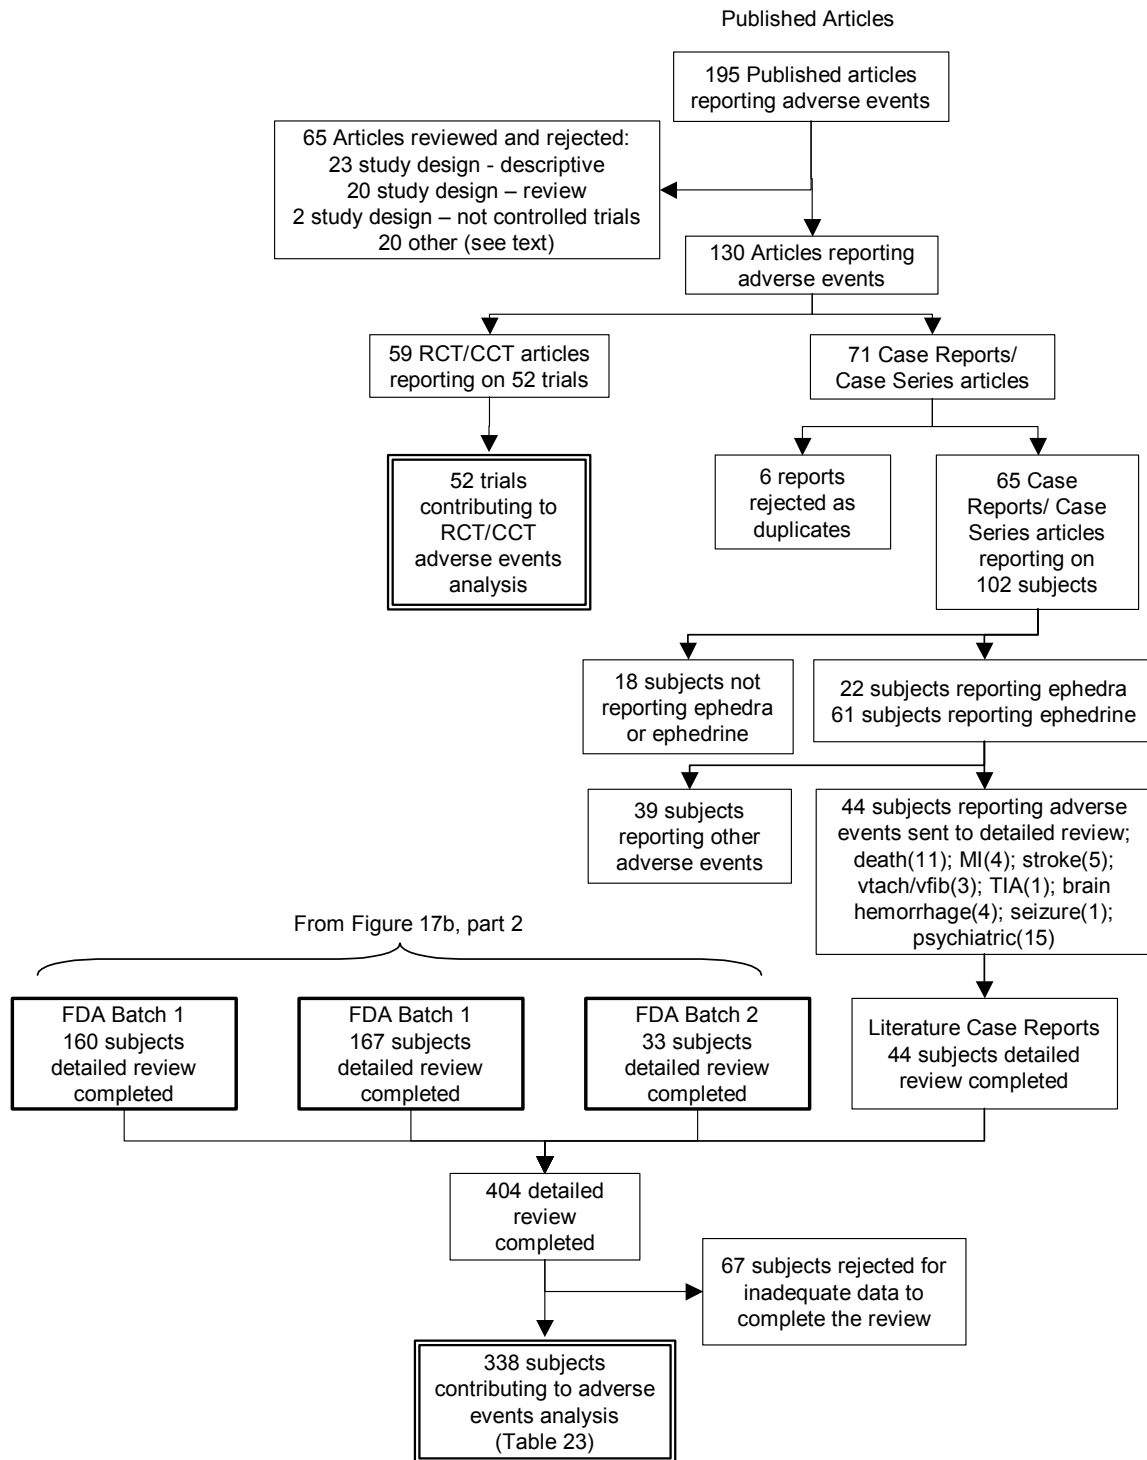 Published Articles
195 Published articles
reporting adverse events
65 Articles reviewed and rejected:
23 study design - descriptive
20 study design – review
2 study design – not controlled trials
20 other (see text)
130 Articles reporting
adverse events
59 RCT/CCT articles
reporting on 52 trials
71 Case Reports/
Case Series articles
52 trials
contributing to
RCT/CCT
adverse events
analysis
6 reports
rejected as
duplicates
65 Case
Reports/ Case
Series articles
reporting on
102 subjects
18 subjects not
reporting ephedra
or ephedrine
22 subjects reporting ephedra
61 subjects reporting ephedrine
39 subjects
reporting other
adverse events
44 subjects reporting adverse
events sent to detailed review;
death(11); MI(4); stroke(5);
vtach/vfib(3); TIA(1); brain
hemorrhage(4); seizure(1);
psychiatric(15)
From Figure 17b, part 2
FDA Batch 1
160 subjects
detailed review
completed
FDA Batch 1
167 subjects
detailed review
completed
FDA Batch 2
33 subjects
detailed review
completed
Literature Case Reports
44 subjects detailed
review completed
404 detailed
review
completed
67 subjects rejected for
inadequate data to
complete the review
338 subjects
contributing to adverse
events analysis
(Table 23)